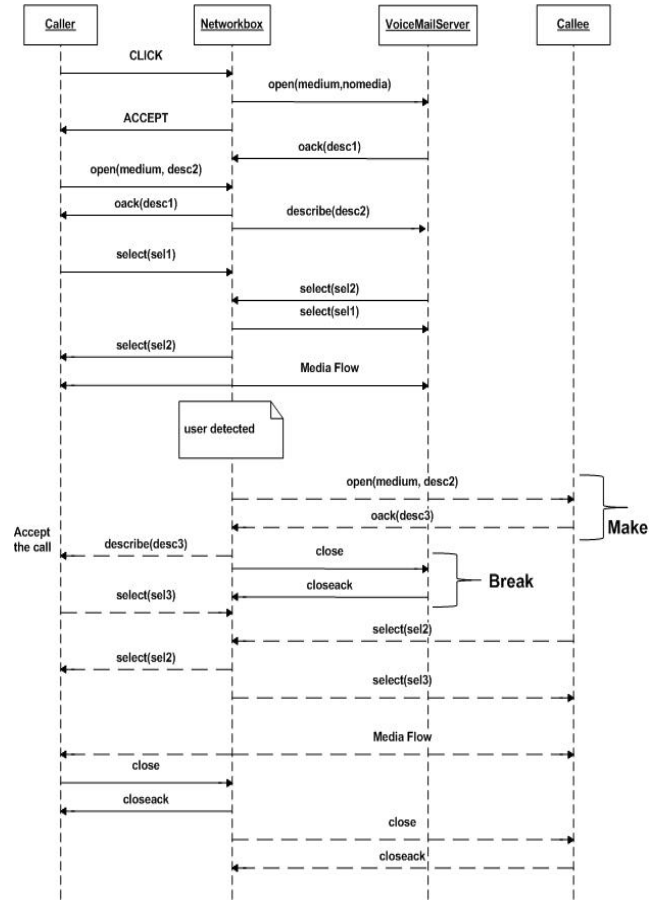 Caller
Networkbox
VoiceMailServer
Callee
CLICK
open(medium,nomedia)
ACCEPT
oack(desc1)
open(medium, desc2)
oack(desc1)
describe(desc2)
select(sel1)
select(sel2)
select(sel1)
select(sel2)
Media Flow
user detected
open(medium, desc2)
oack(desc3)
Make
Accept
the call
describe(desc3)
close
Break
closeack
select(sel3)
select(sel2)
select(sel2)
select(sel3)
Media Flow
close
closeack
close
closeack